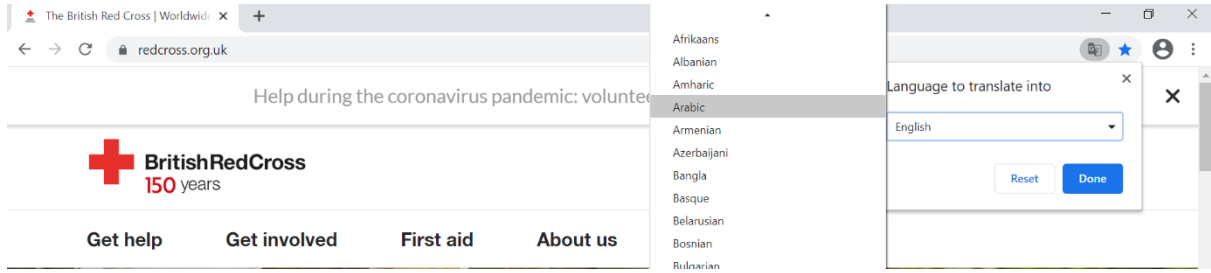 The British Red Cross | Worldwide
redcross.org.uk
Help during the coronavirus pandemic: voluntee
BritishRedCross
150 years
Get help Get involved First aid About us
Afrikaans
Albanian
Amharic
Arabic
Armenian
Azerbaijani
Bangla
Basque
Belarusian
Bosnian
Bulgarian
Language to translate into
English
Reset Done